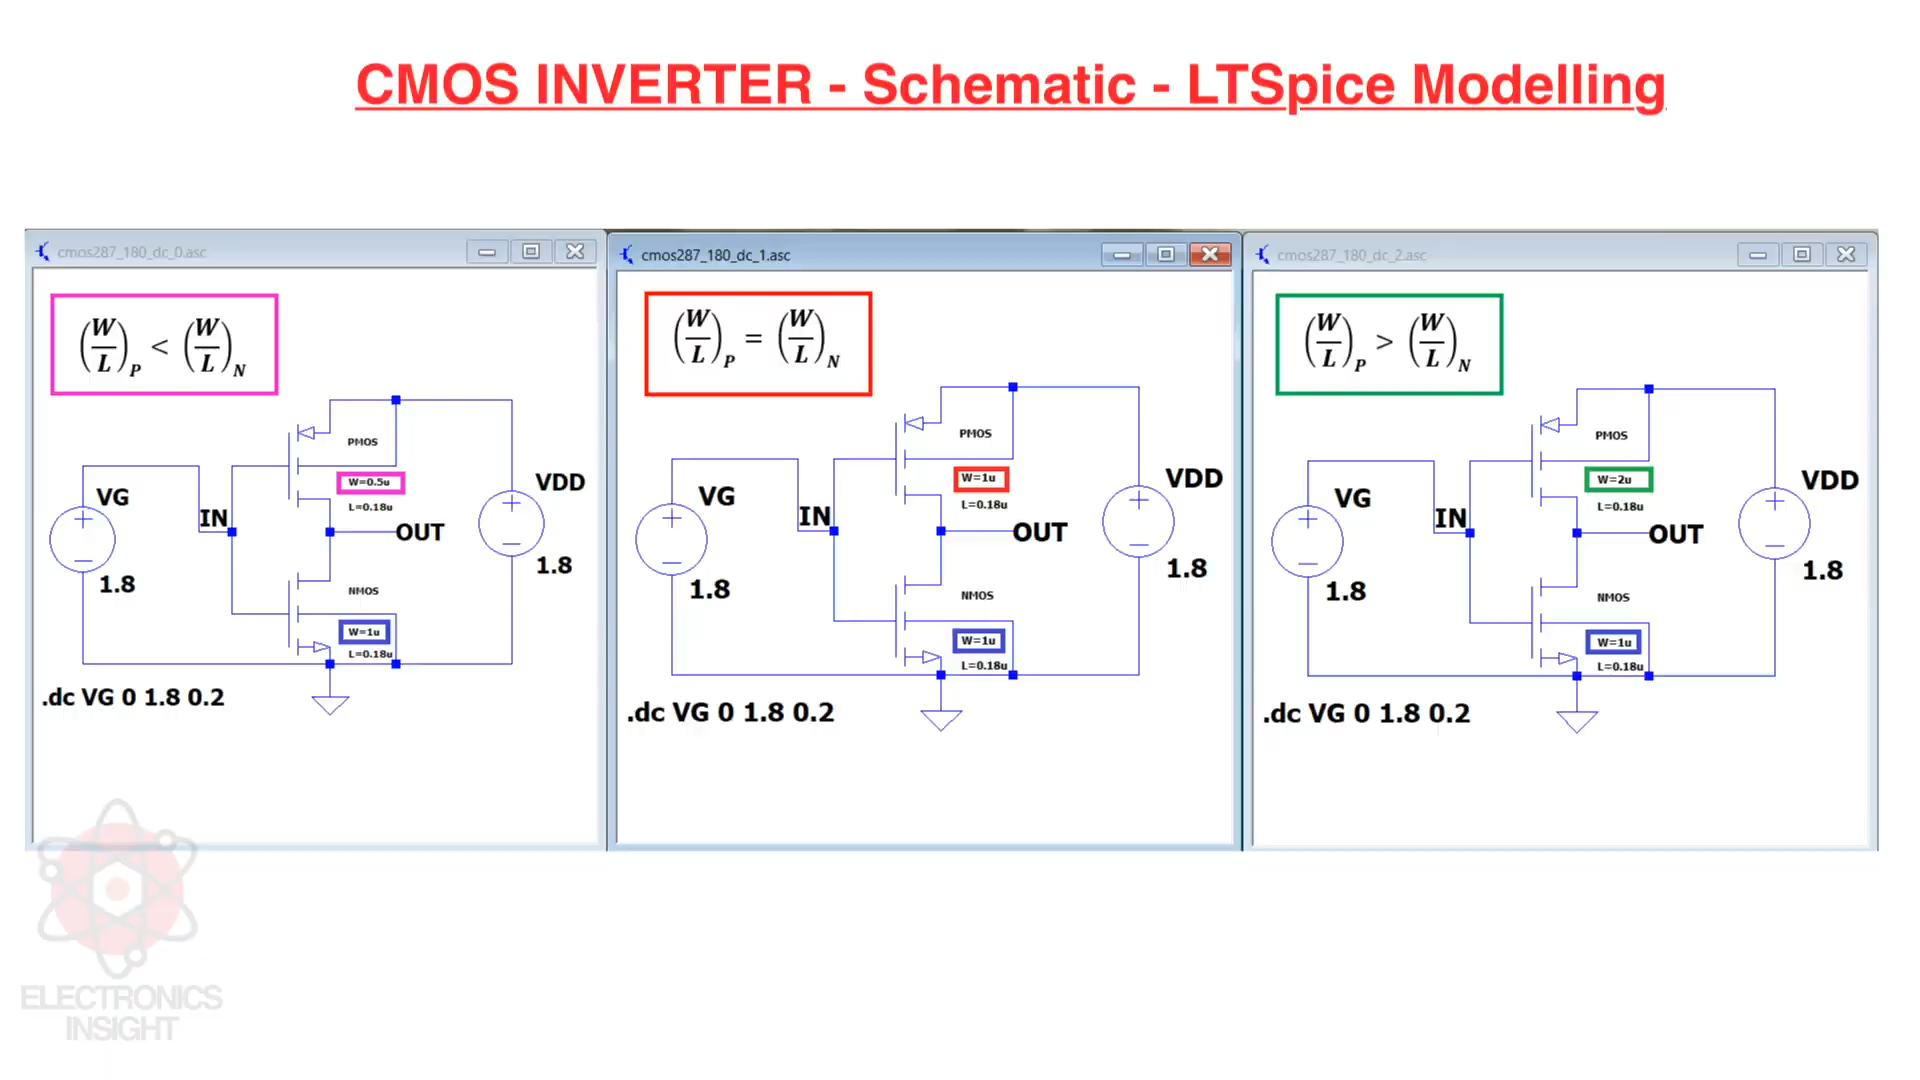 CMOS INVERTER - Schematic - LTSpice Modelling
cmos287_180_dc_0.asc
(W/L)P < (W/L)N
PMOS
W=0.5u
L=0.18u
VG
IN
OUT
VDD
1.8
1.8
NMOS
W=1u
L=0.18u
.dc VG 0 1.8 0.2
cmos287_180_dc_1.asc
(W/L)P = (W/L)N
PMOS
W=1u
L=0.18u
VG
IN
OUT
VDD
1.8
1.8
NMOS
W=1u
L=0.18u
.dc VG 0 1.8 0.2
cmos287_180_dc_2.asc
(W/L)P > (W/L)N
PMOS
W=2u
L=0.18u
VG
IN
OUT
VDD
1.8
1.8
NMOS
W=1u
L=0.18u
.dc VG 0 1.8 0.2
ELECTRONICS
INSIGHT